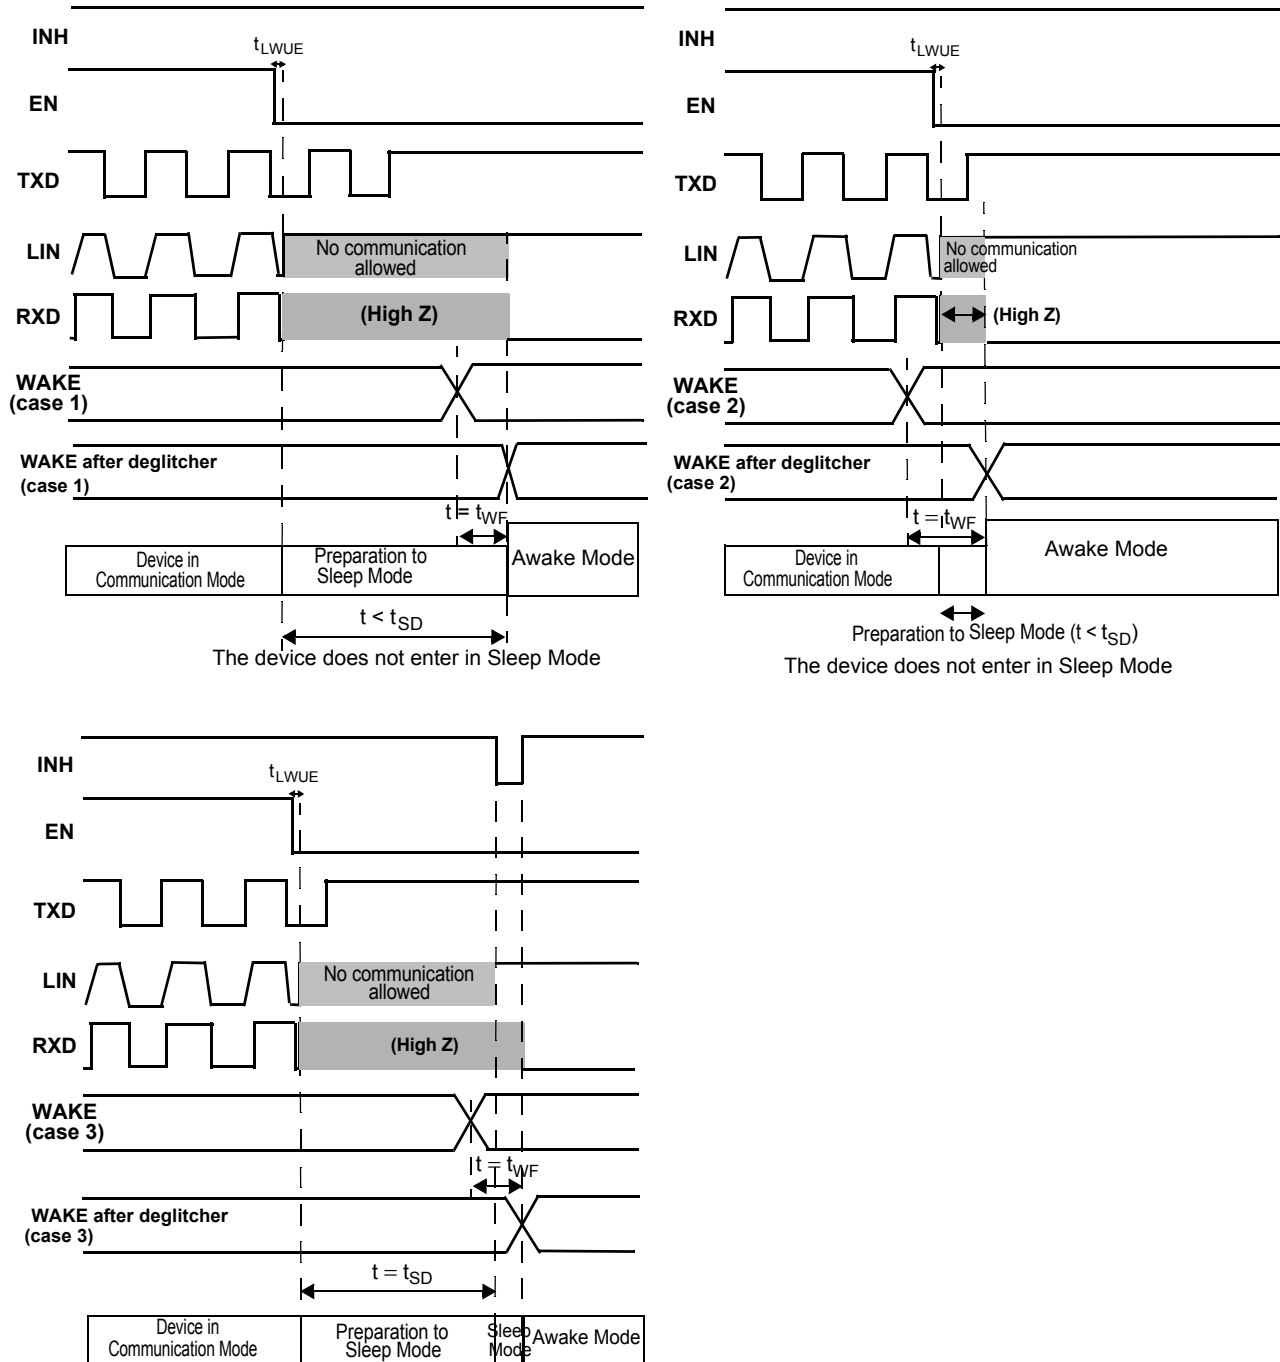 INH
tLWUE
EN
TXD
LIN
No communication
allowed
RXD
(High Z)
WAKE
(case 1)
WAKE after deglitcher
(case 1)
t = tWF
Device in
Communication Mode
Preparation to
Sleep Mode
Awake Mode
t < tSD
The device does not enter in Sleep Mode
INH
tLWUE
EN
TXD
LIN
No communication
allowed
RXD
(High Z)
WAKE
(case 2)
WAKE after deglitcher
(case 2)
t = tWF
Device in
Communication Mode
Awake Mode
Preparation to Sleep Mode (t < tSD)
The device does not enter in Sleep Mode
INH
tLWUE
EN
TXD
LIN
No communication
allowed
RXD
(High Z)
WAKE
(case 3)
t = tWF
WAKE after deglitcher
(case 3)
t = tSD
Device in
Communication Mode
Preparation to
Sleep Mode
Sleep
Mode
Awake Mode